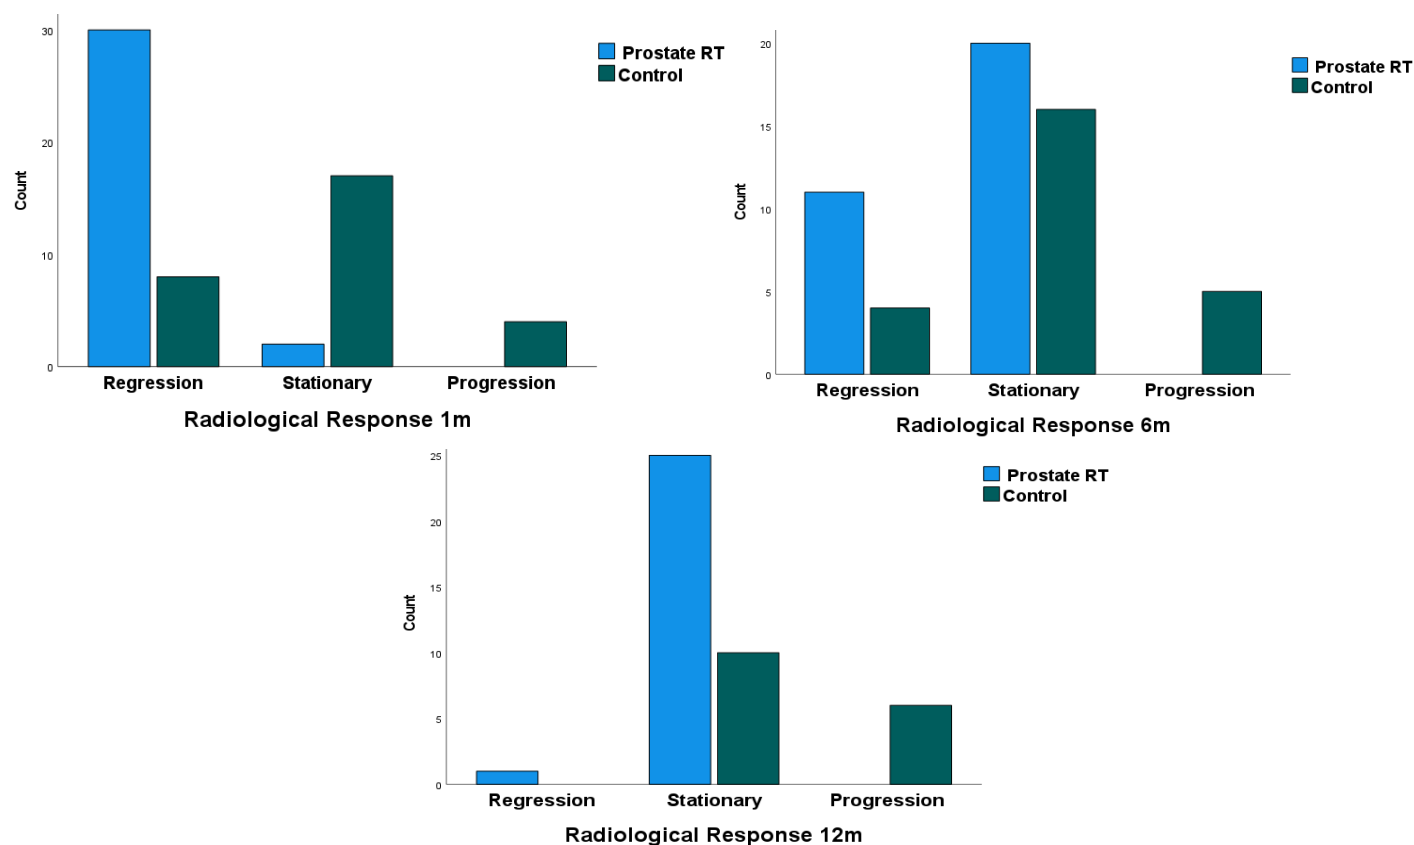 30
20
10
0
Count
Prostate RT
Control
Regression Stationary Progression
Radiological Response 1m
20
15
10
5
0
Count
Prostate RT
Control
Regression Stationary Progression
Radiological Response 6m
25
20
15
10
5
0
Count
Prostate RT
Control
Regression Stationary Progression
Radiological Response 12m